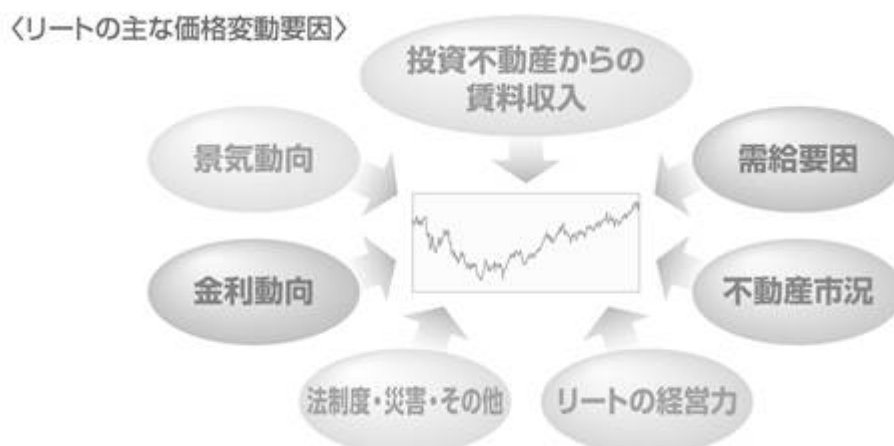 〈リートの主な価格変動要因〉
投資不動産からの
賃料収入
景気動向
需給要因
金利動向
不動産市況
法制度・災害・その他
リートの経営力